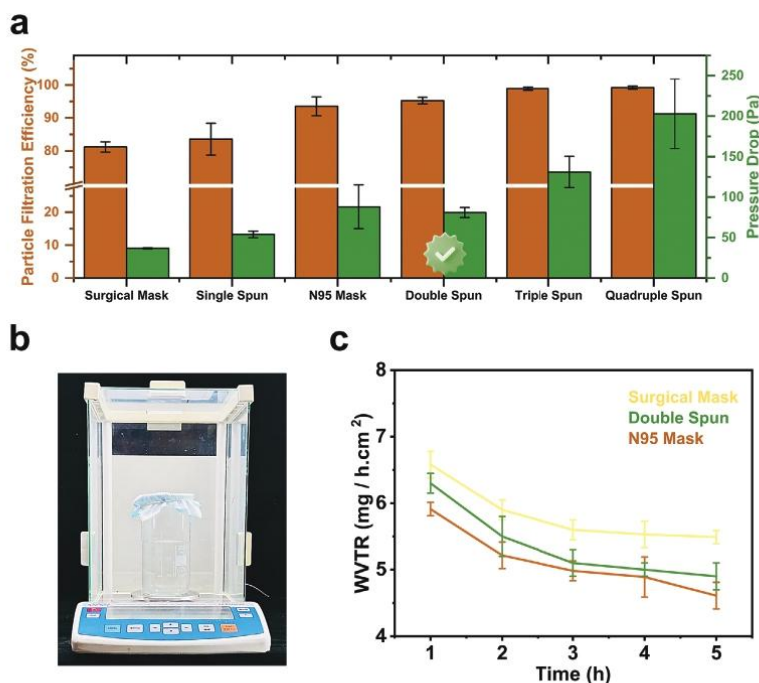 a
Particle Filtration Efficiency (%)
100
90
80
20
10
0
250
200
150
100
50
0
Pressure Drop (Pa)
Surgical Mask Single Spun N95 Mask Double Spun Triple Spun Quadruple Spun
b
c
WVTR (mg / h.cm²)
8
7
6
5
4
Surgical Mask
Double Spun
N95 Mask
1 2 3 4 5
Time (h)